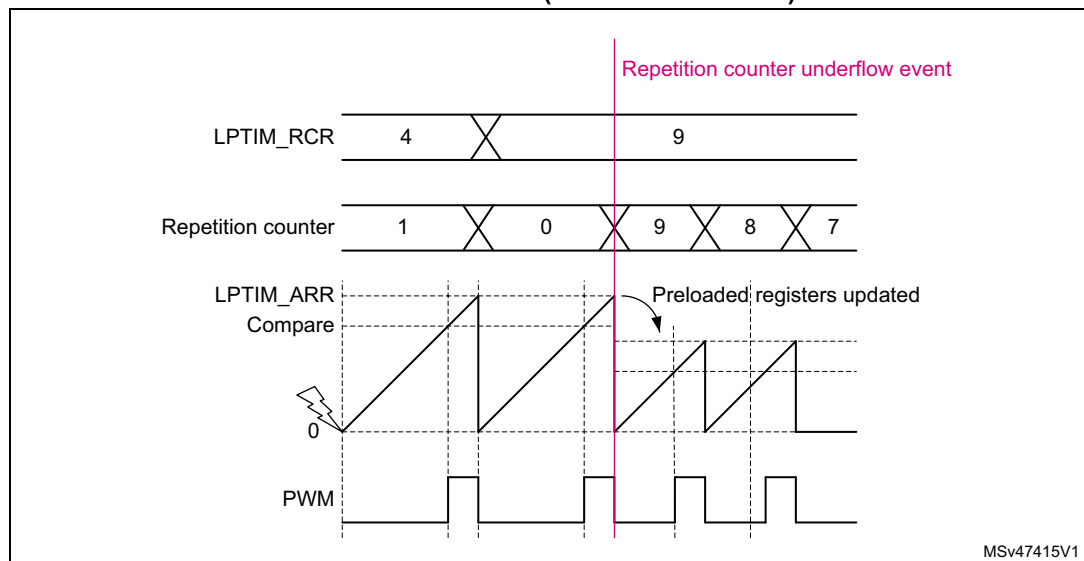 Repetition counter underflow event
LPTIM_RCR 4 9
Repetition counter 1 0 9 8 7
LPTIM_ARR Preloaded registers updated
Compare
0
PWM
MSv47415V1